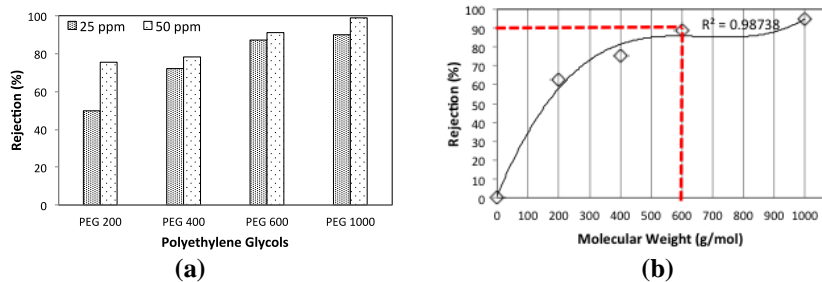 25 ppm 50 ppm
100
80
60
40
20
0
Rejection (%)
PEG 200 PEG 400 PEG 600 PEG 1000
Polyethylene Glycols
(a)
R² = 0.98738
100
90
80
70
60
50
40
30
20
10
0
Rejection (%)
0 100 200 300 400 500 600 700 800 900 1000
Molecular Weight (g/mol)
(b)